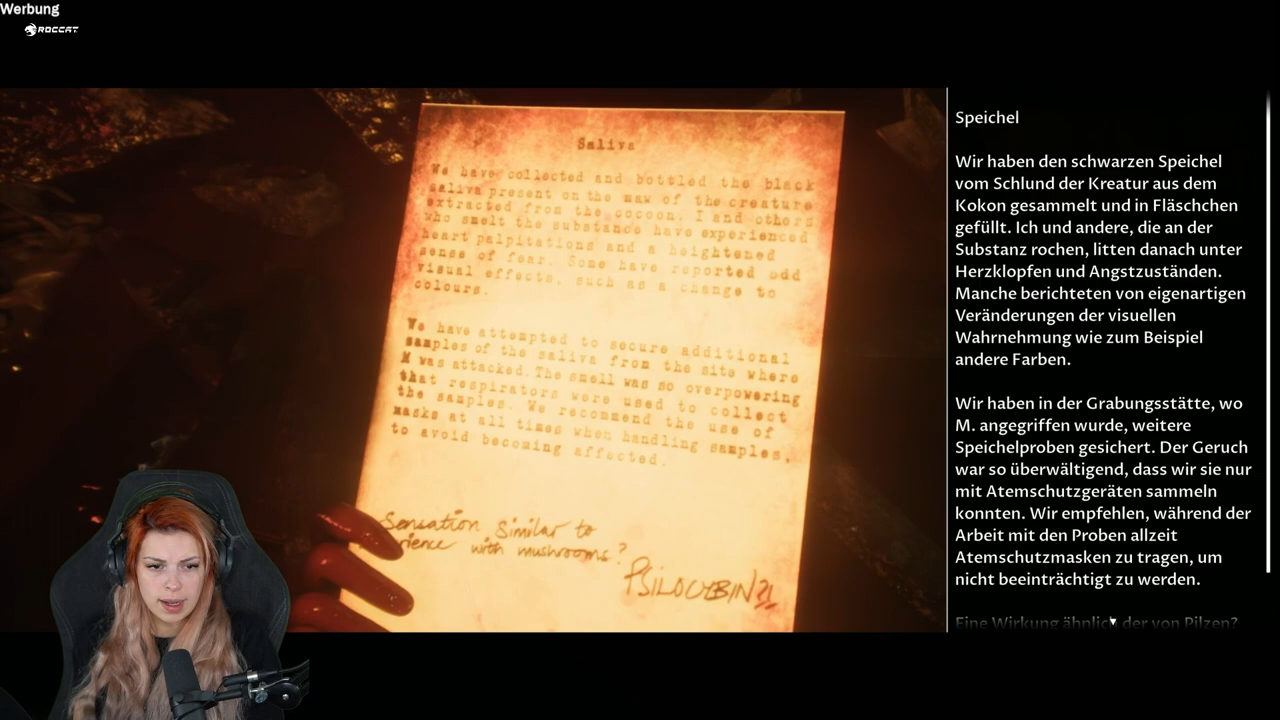 Werbung
ROCCAT
Saliva
We have collected and bottled the black
saliva present on the maw of the creature
extracted from the cocoon. I and others
who smelt the substance have experienced
heart palpitations and a heightened
sense of fear. Some have reported odd
visual effects, such as a change to
colours.
We have attempted to secure additional
samples of the saliva from the site where
M was attacked. The smell was so overpowering
that respirators were used to collect
the samples. We recommend the use of
masks at all times when handling samples,
to avoid becoming affected.
Sensation similar to
rience with mushrooms?
PSILOCYBIN?!
Speichel
Wir haben den schwarzen Speichel
vom Schlund der Kreatur aus dem
Kokon gesammelt und in Fläschchen
gefüllt. Ich und andere, die an der
Substanz rochen, litten danach unter
Herzklopfen und Angstzuständen.
Manche berichteten von eigenartigen
Veränderungen der visuellen
Wahrnehmung wie zum Beispiel
andere Farben.
Wir haben in der Grabungsstätte, wo
M. angegriffen wurde, weitere
Speichelproben gesichert. Der Geruch
war so überwältigend, dass wir sie nur
mit Atemschutzgeräten sammeln
konnten. Wir empfehlen, während der
Arbeit mit den Proben allzeit
Atemschutzmasken zu tragen, um
nicht beeinträchtigt zu werden.
Eine Wirkung ähnlich der von Pilzen?